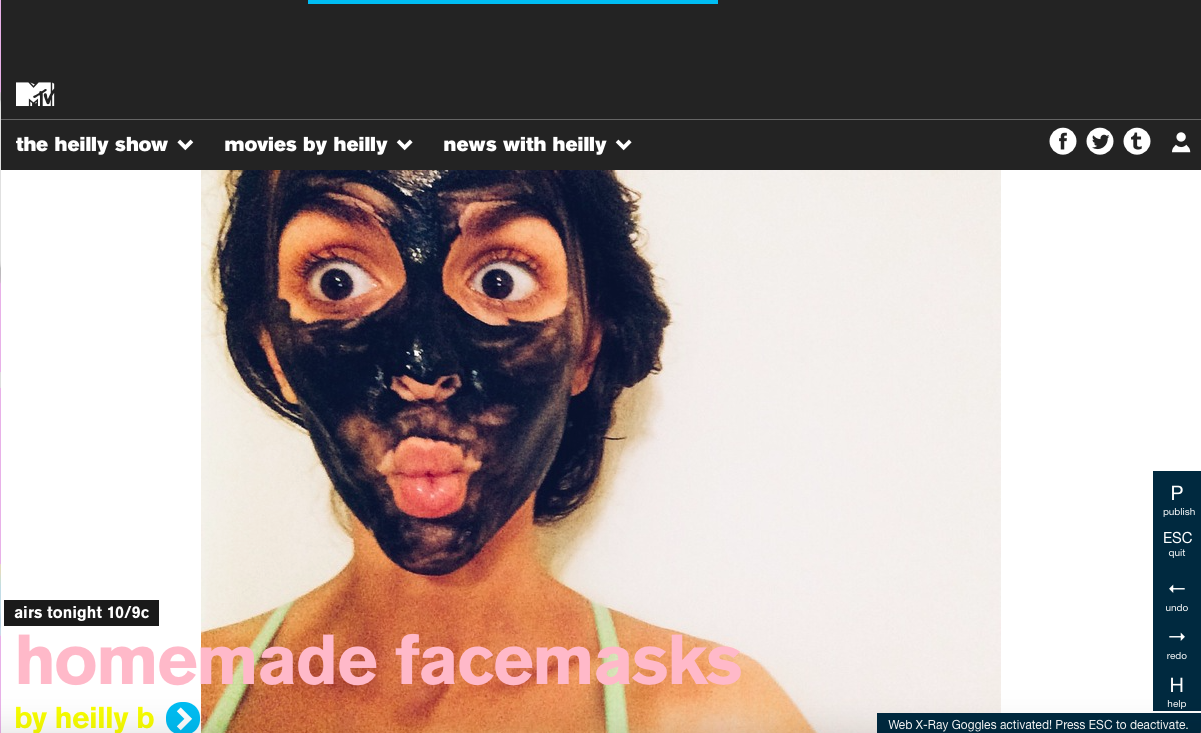 MTV
the heilly show
movies by heilly
news with heilly
P
publish
ESC
quit
←
undo
→
redo
H
help
airs tonight 10/9c
homemade facemasks
by heilly b
Web X-Ray Goggles activated! Press ESC to deactivate.